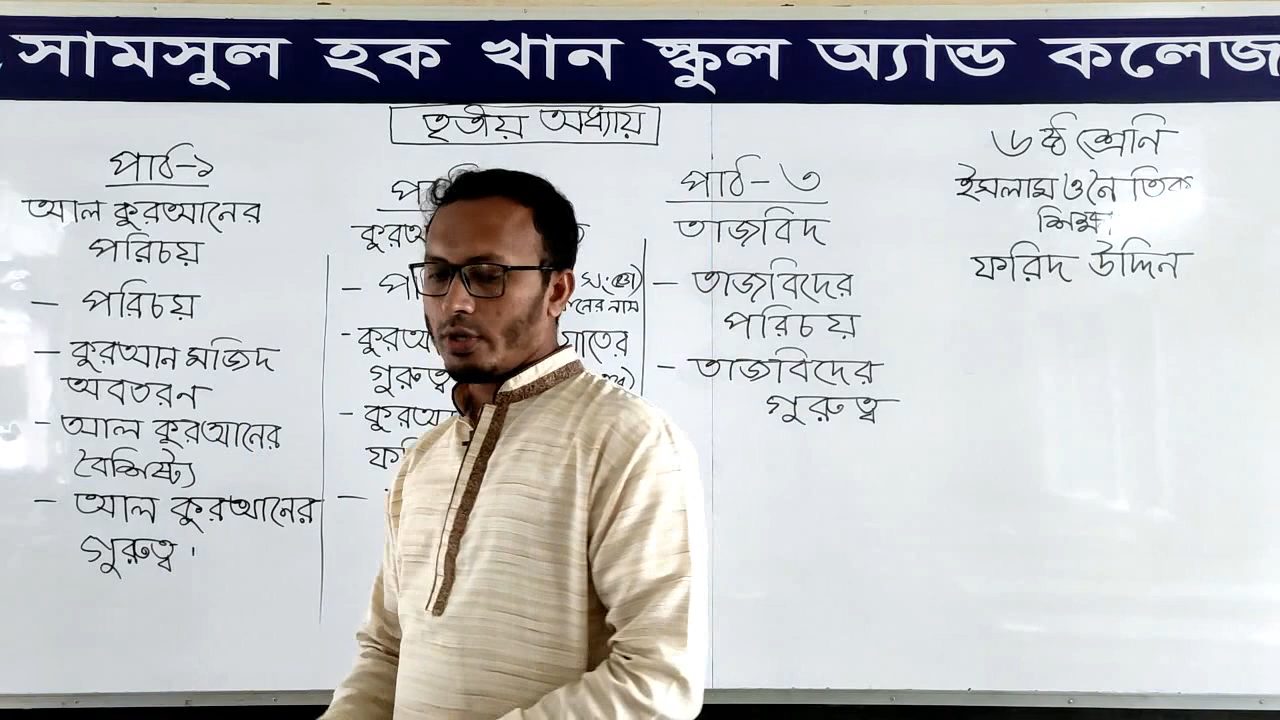 সামসুল হক খান স্কুল অ্যান্ড কলেজ
তৃতীয় অধ্যায়
পাঠ-১
আল কুরআনের
পরিচয়
– পরিচয়
– কুরআন মজিদ
অবতরণ
– আল কুরআনের
বৈশিষ্ট্য
– আল কুরআনের
গুরুত্ব।
গুরুত্ব
পাঠ-৩
তাজবিদ
– তাজবিদের
পরিচয়
– তাজবিদের
গুরুত্ব
৬ষ্ঠ শ্রেণি
ইসলাম ও নৈতিক
শিক্ষা
ফরিদ উদ্দিন